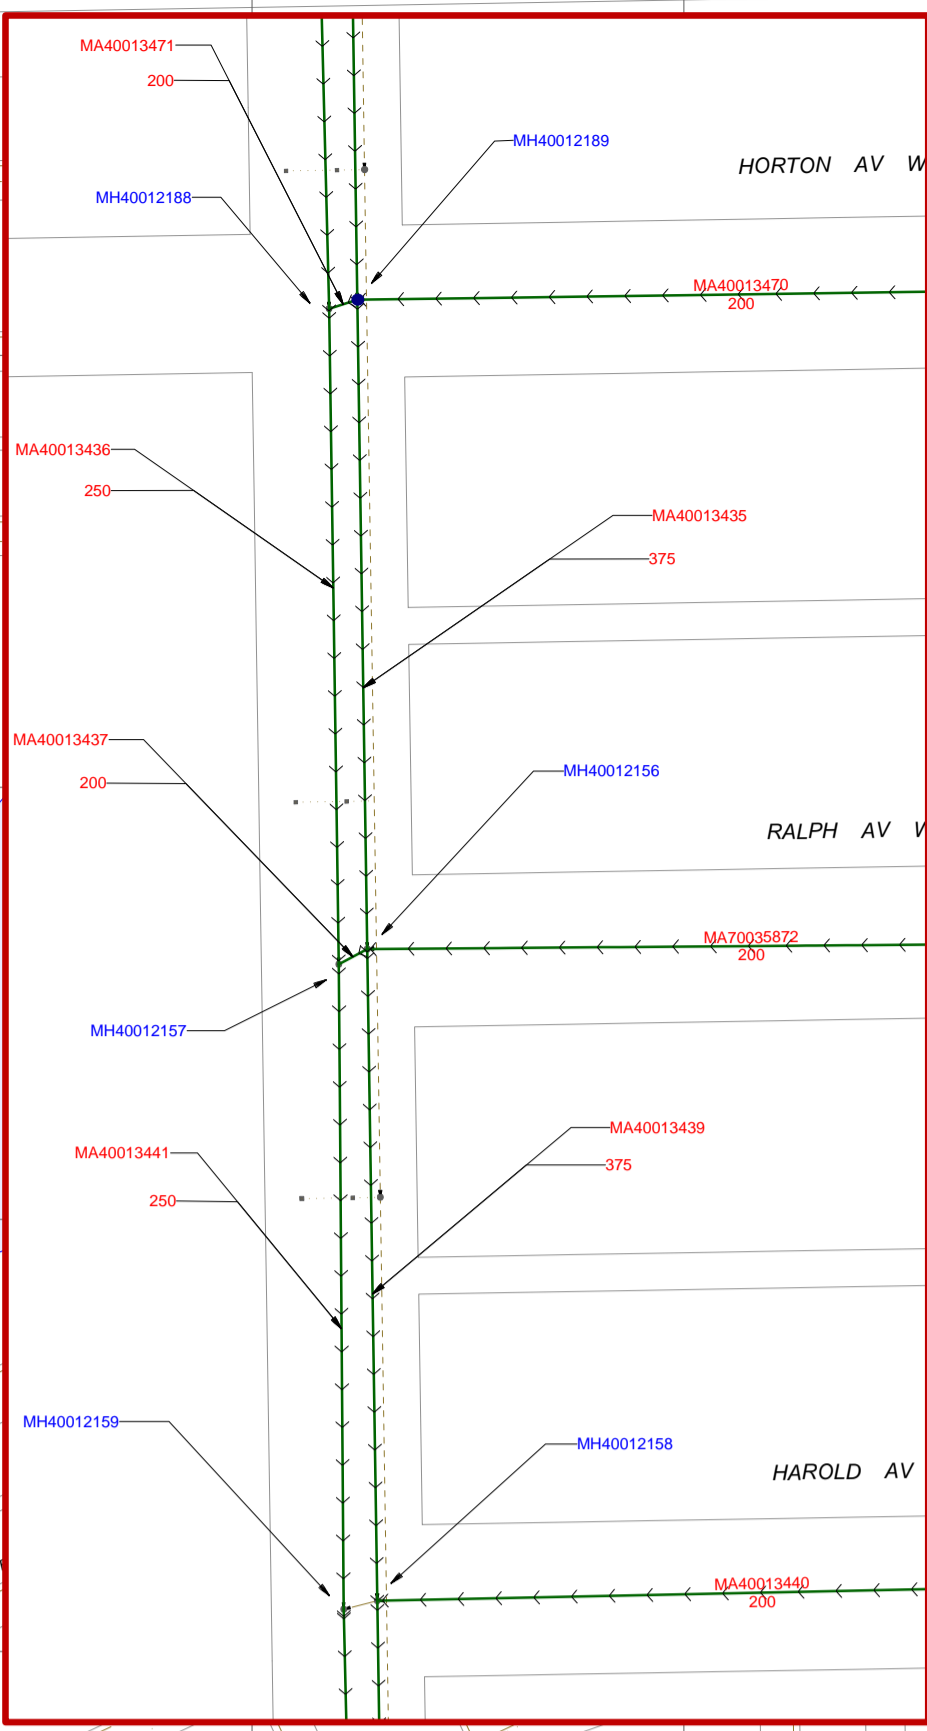 MA40013471
200
MH40012189
HORTON AV W
MH40012188
MA40013470
200
MA40013436
250
MA40013435
375
MA40013437
200
MH40012156
RALPH AV W
MA70035872
200
MH40012157
MA40013439
MA40013441
375
250
MH40012159
MH40012158
HAROLD AV
MA40013440
200